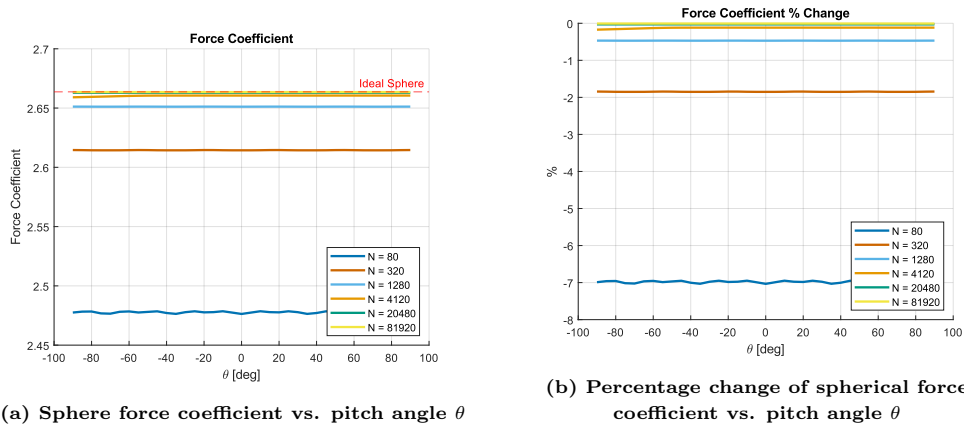 Force Coefficient
2.7
2.65
2.6
2.55
2.5
2.45
Force Coefficient
Ideal Sphere
N = 80
N = 320
N = 1280
N = 4120
N = 20480
N = 81920
-100 -80 -60 -40 -20 0 20 40 60 80 100
θ [deg]
(a) Sphere force coefficient vs. pitch angle θ
Force Coefficient % Change
0
-1
-2
-3
-4
-5
-6
-7
-8
%
N = 80
N = 320
N = 1280
N = 4120
N = 20480
N = 81920
-100 -80 -60 -40 -20 0 20 40 60 80 100
θ [deg]
(b) Percentage change of spherical force
coefficient vs. pitch angle θ